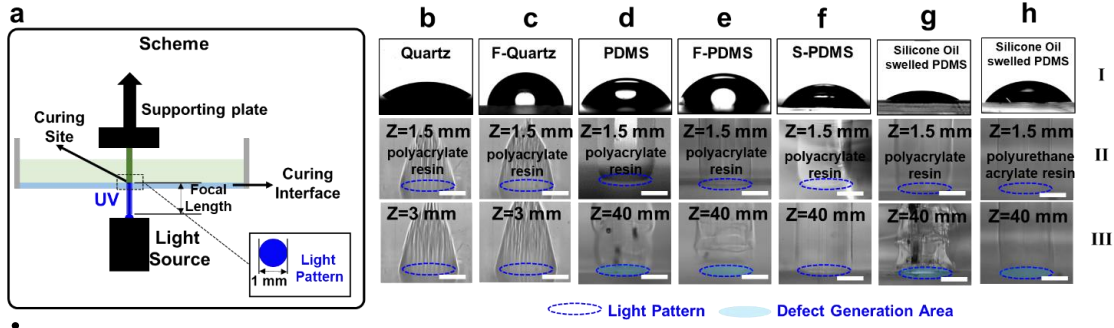 a
Scheme
Supporting plate
Curing
Site
Curing
Interface
UV
Focal
Length
Light
Source
Light
Pattern
1 mm
b
c
d
e
f
g
h
Quartz
F-Quartz
PDMS
F-PDMS
S-PDMS
Silicone Oil
swelled PDMS
Silicone Oil
swelled PDMS
I
Z=1.5 mm
polyacrylate
resin
Z=1.5 mm
polyacrylate
resin
Z=1.5 mm
polyacrylate
resin
Z=1.5 mm
polyacrylate
resin
Z=1.5 mm
polyacrylate
resin
Z=1.5 mm
polyacrylate
resin
Z=1.5 mm
polyurethane
acrylate resin
II
Z=3 mm
Z=3 mm
Z=40 mm
Z=40 mm
Z=40 mm
Z=40 mm
Z=40 mm
III
Light Pattern
Defect Generation Area